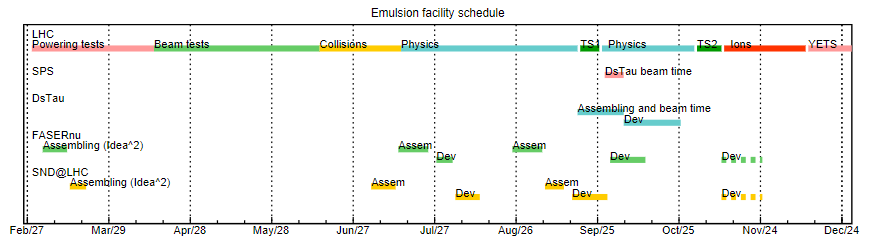 Emulsion facility schedule
LHC
Powering tests Beam tests Collisions Physics TS1 Physics TS2 Ions YETS
SPS
DsTau beam time
DsTau
Assembling and beam time
Dev
FASERnu
Assembling (Idea^2) Assem Assem
Dev Dev Dev
SND@LHC
Assembling (Idea^2) Assem Assem
Dev Dev Dev
Feb/27 Mar/29 Apr/28 May/28 Jun/27 Jul/27 Aug/26 Sep/25 Oct/25 Nov/24 Dec/24